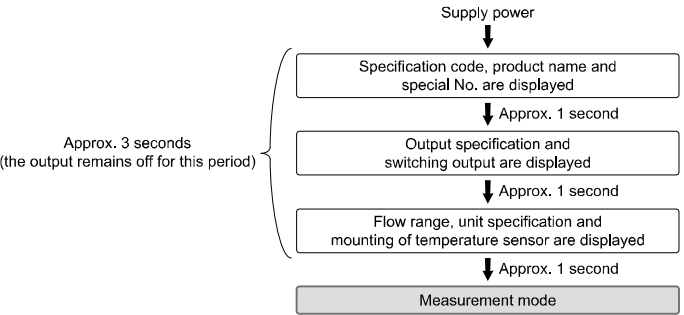 Supply power
Specification code, product name and
special No. are displayed
Approx. 1 second
Approx. 3 seconds
(the output remains off for this period)
Output specification and
switching output are displayed
Approx. 1 second
Flow range, unit specification and
mounting of temperature sensor are displayed
Approx. 1 second
Measurement mode